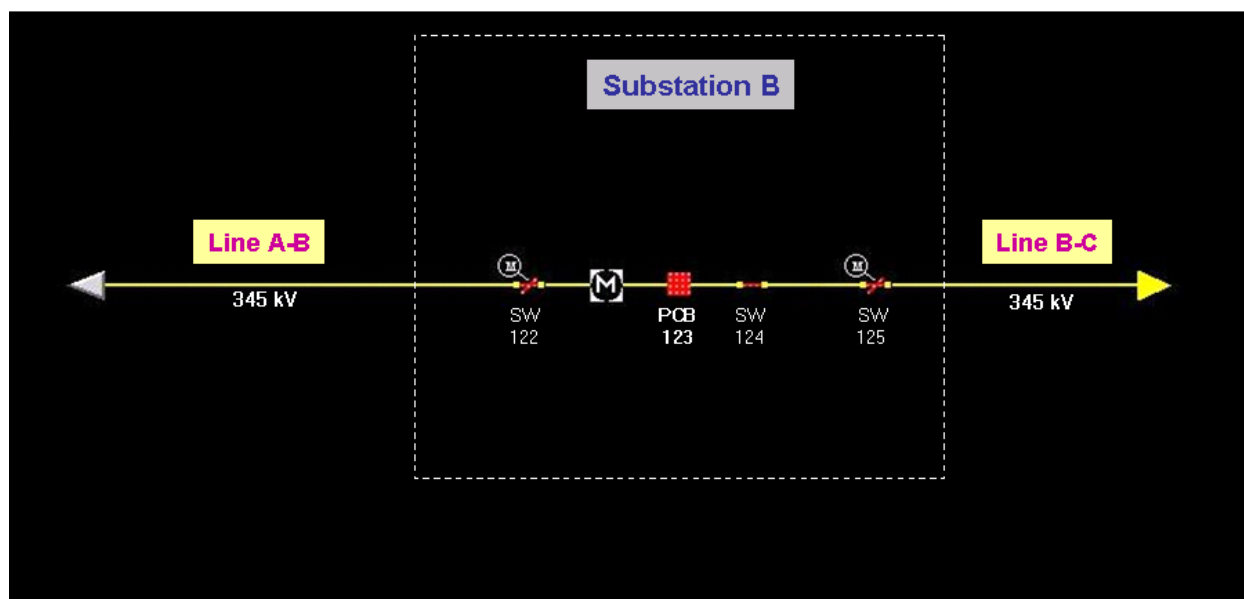 Substation B
Line A-B
Line B-C
M
M
M
345 kV
345 kV
SW
122
PCB
123
SW
124
SW
125